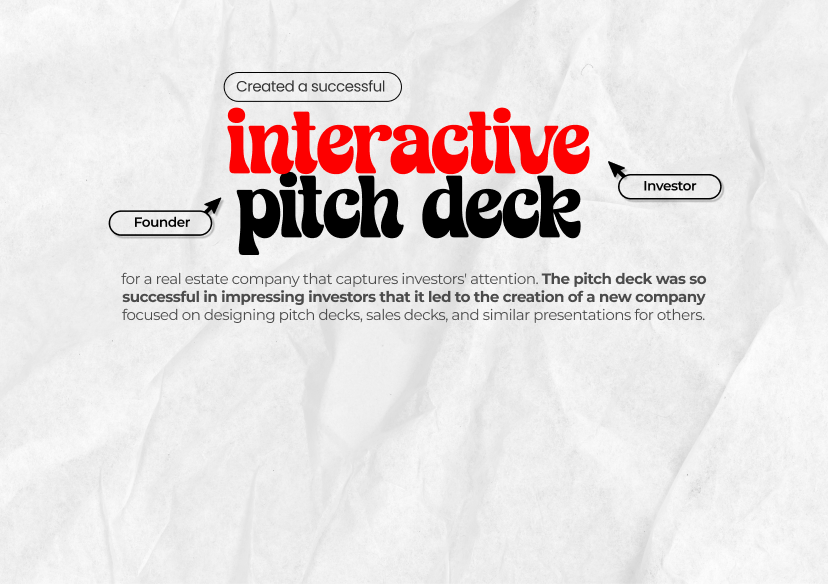 Created a successful
interactive
pitch deck
Investor
Founder
for a real estate company that captures investors' attention. The pitch deck was so
successful in impressing investors that it led to the creation of a new company
focused on designing pitch decks, sales decks, and similar presentations for others.